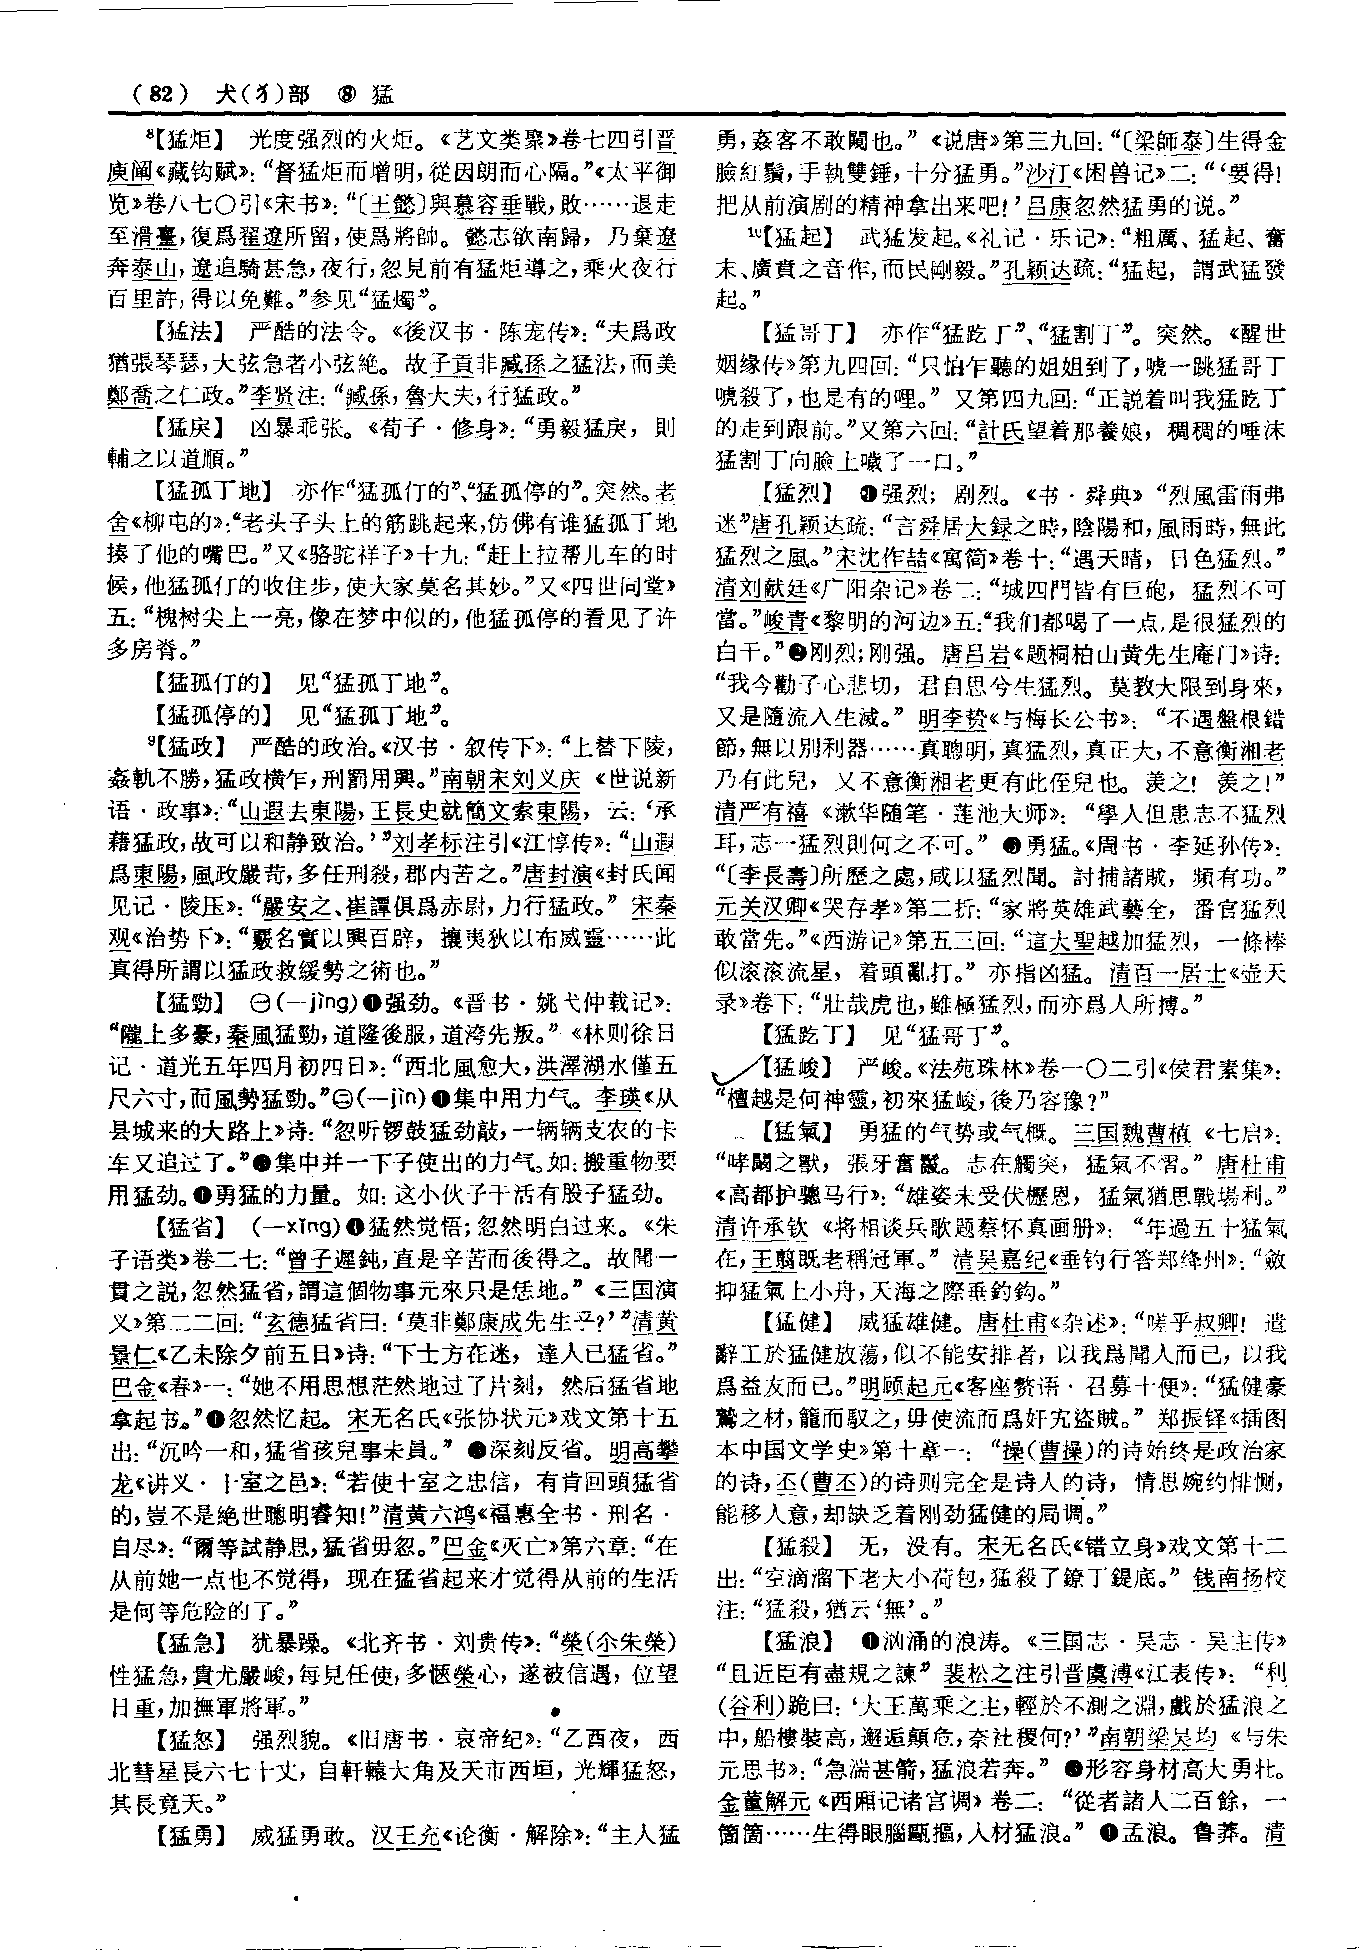 （82） 犬(犭)部 ⑧ 猛
⁸【猛炬】 光度强烈的火炬。《艺文类聚》卷七四引晋
庾阐《藏钩赋》：“督猛炬而增明，從因朗而心隔。”《太平御
览》卷八七〇引《宋书》：“〔王懿〕與慕容垂戰，敗……退走
至滑臺，復爲翟遼所留，使爲將帥。懿志欲南歸，乃棄遼
奔泰山，遼追騎甚急，夜行，忽見前有猛炬導之，乘火夜行
百里許，得以免難。”参见“猛燭”。
【猛法】 严酷的法令。《後汉书·陈宠传》：“夫爲政
猶張琴瑟，大弦急者小弦絶。故子貢非臧孫之猛法，而美
鄭喬之仁政。”李贤注：“臧孫，魯大夫，行猛政。”
【猛戾】 凶暴乖张。《荀子·修身》：“勇毅猛戾，則
輔之以道順。”
【猛孤丁地】 亦作“猛孤仃的”、“猛孤停的”。突然。老
舍《柳屯的》：“老头子头上的筋跳起来，仿佛有谁猛孤丁地
揍了他的嘴巴。”又《骆驼祥子》十九：“赶上拉帮儿车的时
候，他猛孤仃的收住步，使大家莫名其妙。”又《四世同堂》
五：“槐树尖上一亮，像在梦中似的，他猛孤停的看见了许
多房脊。”
【猛孤仃的】 见“猛孤丁地”。
【猛孤停的】 见“猛孤丁地”。
⁹【猛政】 严酷的政治。《汉书·叙传下》：“上替下陵，
姦軌不勝，猛政横乍，刑罰用興。”南朝宋刘义庆《世说新
语·政事》：“山遐去東陽，王長史就簡文索東陽，云：‘承
藉猛政，故可以和静致治。’”刘孝标注引《江惇传》：“山遐
爲東陽，風政嚴苛，多任刑殺，郡内苦之。”唐封演《封氏闻
见记·陵压》：“嚴安之、崔譚俱爲赤尉，力行猛政。”宋秦
观《治势下》：“覈名實以興百辟，攘夷狄以布威靈……此
真得所謂以猛政救緩勢之術也。”
【猛勁】 ㊀(—jìng)❶强劲。《晋书·姚弋仲载记》：
“隴上多豪，秦風猛勁，道隆後服，道洿先叛。”《林则徐日
记·道光五年四月初四日》：“西北風愈大，洪澤湖水僅五
尺六寸，而風勢猛勁。”㊁(—jìn)❶集中用力气。李瑛《从
县城来的大路上》诗：“忽听锣鼓猛劲敲，一辆辆支农的卡
车又追过了。”❷集中并一下子使出的力气。如：搬重物要
用猛劲。❸勇猛的力量。如：这小伙子干活有股子猛劲。
【猛省】 (—xǐng)❶猛然觉悟；忽然明白过来。《朱
子语类》卷二七：“曾子遲鈍，直是辛苦而後得之。故聞一
貫之説，忽然猛省，謂這個物事元來只是恁地。”《三国演
义》第二二回：“玄德猛省曰：‘莫非鄭康成先生乎？’”清黄
景仁《乙未除夕前五日》诗：“下士方在迷，達人已猛省。”
巴金《春》一：“她不用思想茫然地过了片刻，然后猛省地
拿起书。”❷忽然忆起。宋无名氏《张协状元》戏文第十五
出：“沉吟一和，猛省孩兒事未員。”❸深刻反省。明高攀
龙《讲义·十室之邑》：“若使十室之忠信，有肯回頭猛省
的，豈不是絶世聰明睿知！”清黄六鸿《福惠全书·刑名·
自尽》：“爾等試静思，猛省毋忽。”巴金《灭亡》第六章：“在
从前她一点也不觉得，现在猛省起来才觉得从前的生活
是何等危险的了。”
【猛急】 犹暴躁。《北齐书·刘贵传》：“榮(尒朱榮)
性猛急，貴尤嚴峻，每見任使，多愜榮心，遂被信遇，位望
日重，加撫軍將軍。”
【猛怒】 强烈貌。《旧唐书·哀帝纪》：“乙酉夜，西
北彗星長六七十丈，自軒轅大角及天市西垣，光輝猛怒，
其長竟天。”
【猛勇】 威猛勇敢。汉王充《论衡·解除》：“主人猛
勇，姦客不敢闚也。”《说唐》第三九回：“〔梁師泰〕生得金
臉紅鬚，手執雙錘，十分猛勇。”沙汀《困兽记》二：“‘要得！
把从前演剧的精神拿出来吧！’吕康忽然猛勇的说。”
¹⁰【猛起】 武猛发起。《礼记·乐记》：“粗厲、猛起、奮
末、廣賁之音作，而民剛毅。”孔颖达疏：“猛起，謂武猛發
起。”
【猛哥丁】 亦作“猛趷丁”、“猛割丁”。突然。《醒世
姻缘传》第九四回：“只怕乍聽的姐姐到了，唬一跳猛哥丁
唬殺了，也是有的哩。”又第四九回：“正説着叫我猛趷丁
的走到跟前。”又第六回：“計氏望着那養娘，稠稠的唾沫
猛割丁向臉上噦了一口。”
【猛烈】 ❶强烈；剧烈。《书·舜典》“烈風雷雨弗
迷”唐孔颖达疏：“言舜居大録之時，陰陽和，風雨時，無此
猛烈之風。”宋沈作喆《寓简》卷十：“遇天晴，日色猛烈。”
清刘献廷《广阳杂记》卷二：“城四門皆有巨砲，猛烈不可
當。”峻青《黎明的河边》五：“我们都喝了一点，是很猛烈的
白干。”❷刚烈；刚强。唐吕岩《题桐柏山黄先生庵门》诗：
“我今勸子心悲切，君自思兮生猛烈。莫教大限到身來，
又是隨流入生滅。”明李贽《与梅长公书》：“不遇盤根錯
節，無以别利器……真聰明，真猛烈，真正大，不意衡湘老
乃有此兒，又不意衡湘老更有此侄兒也。羡之！羡之！”
清严有禧《漱华随笔·莲池大师》：“學人但患志不猛烈
耳，志一猛烈則何之不可。”❸勇猛。《周书·李延孙传》：
“〔李長壽〕所歷之處，咸以猛烈聞。討捕諸賊，頻有功。”
元关汉卿《哭存孝》第二折：“家將英雄武藝全，番官猛烈
敢當先。”《西游记》第五三回：“這大聖越加猛烈，一條棒
似滚滚流星，着頭亂打。”亦指凶猛。清百一居士《壶天
录》卷下：“壯哉虎也，雖極猛烈，而亦爲人所搏。”
【猛趷丁】 见“猛哥丁”。
【猛峻】 严峻。《法苑珠林》卷一〇二引《侯君素集》：
“檀越是何神靈，初來猛峻，後乃容豫？”
【猛氣】 勇猛的气势或气概。三国魏曹植《七启》：
“哮闞之獸，張牙奮鬣。志在觸突，猛氣不慴。”唐杜甫
《高都护骢马行》：“雄姿未受伏櫪恩，猛氣猶思戰場利。”
清许承钦《将相谈兵歌题蔡怀真画册》：“年過五十猛氣
在，王翦既老稱冠軍。”清吴嘉纪《垂钓行答郑绛州》：“斂
抑猛氣上小舟，天海之際垂釣鈎。”
【猛健】 威猛雄健。唐杜甫《杂述》：“嗟乎叔卿！遣
辭工於猛健放蕩，似不能安排者，以我爲聞人而已，以我
爲益友而已。”明顾起元《客座赘语·召募十便》：“猛健豪
鷙之材，籠而馭之，毋使流而爲奸宄盜賊。”郑振铎《插图
本中国文学史》第十章一：“操(曹操)的诗始终是政治家
的诗，丕(曹丕)的诗则完全是诗人的诗，情思婉约悱恻，
能移人意，却缺乏着刚劲猛健的局调。”
【猛殺】 无，没有。宋无名氏《错立身》戏文第十二
出：“空滴溜下老大小荷包，猛殺了鐐丁鍉底。”钱南扬校
注：“猛殺，猶云‘無’。”
【猛浪】 ❶汹涌的浪涛。《三国志·吴志·吴主传》
“且近臣有盡規之諫”裴松之注引晋虞溥《江表传》：“利
(谷利)跪曰：‘大王萬乘之主，輕於不測之淵，戲於猛浪之
中，船樓裝高，邂逅顛危，奈社稷何？’”南朝梁吴均《与朱
元思书》：“急湍甚箭，猛浪若奔。”❷形容身材高大勇壮。
金董解元《西厢记诸宫调》卷二：“從者諸人二百餘，一
箇箇……生得眼腦甌摳，人材猛浪。”❸孟浪。鲁莽。清